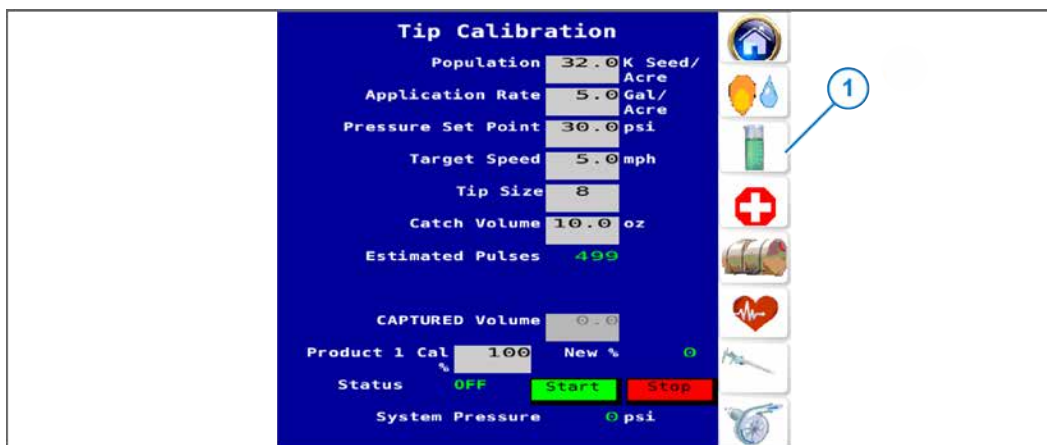 Tip Calibration
Population 32.0 K Seed/
Acre
Application Rate 5.0 Gal/
Acre
Pressure Set Point 30.0 psi
Target Speed 5.0 mph
Tip Size 8
Catch Volume 10.0 oz
Estimated Pulses 499
CAPTURED Volume 0.0
Product 1 Cal 100 New % 0
%
Status OFF Start Stop
System Pressure 0 psi
1